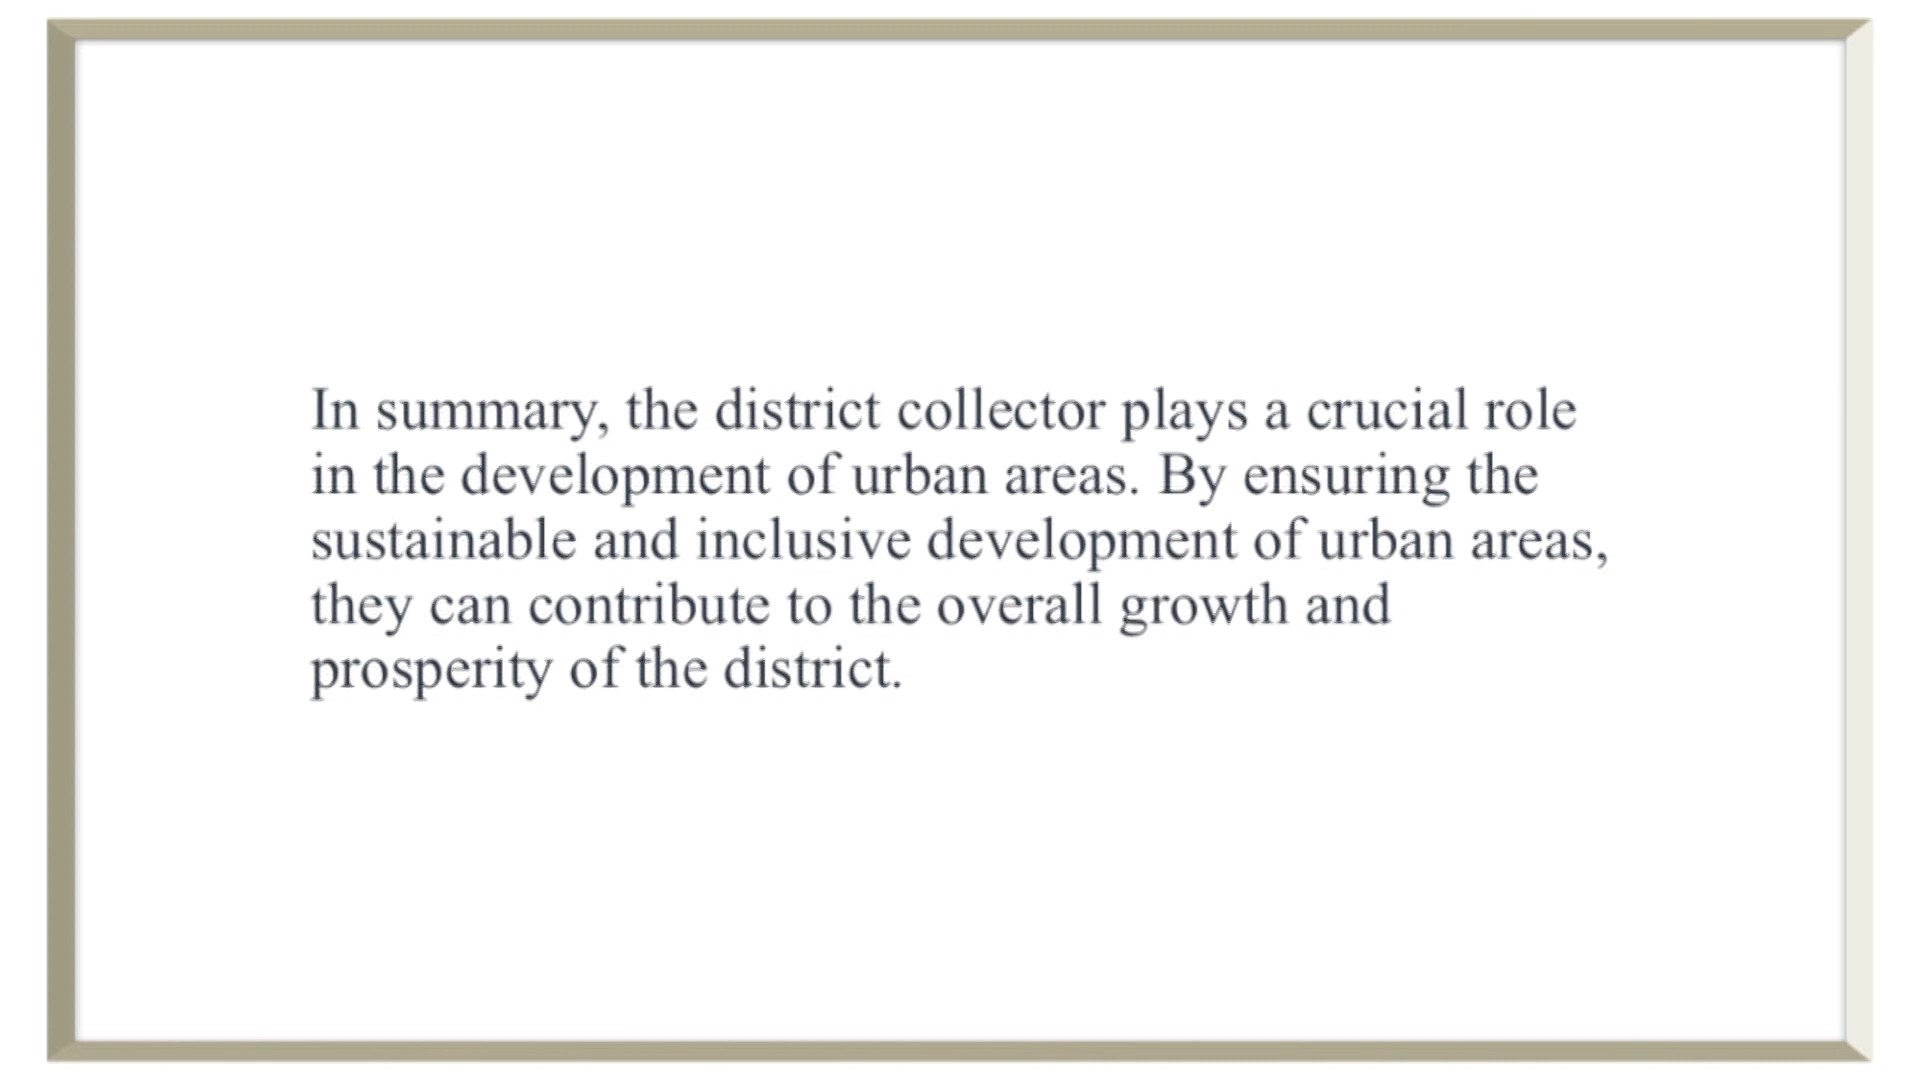 In summary, the district collector plays a crucial role
in the development of urban areas. By ensuring the
sustainable and inclusive development of urban areas,
they can contribute to the overall growth and
prosperity of the district.